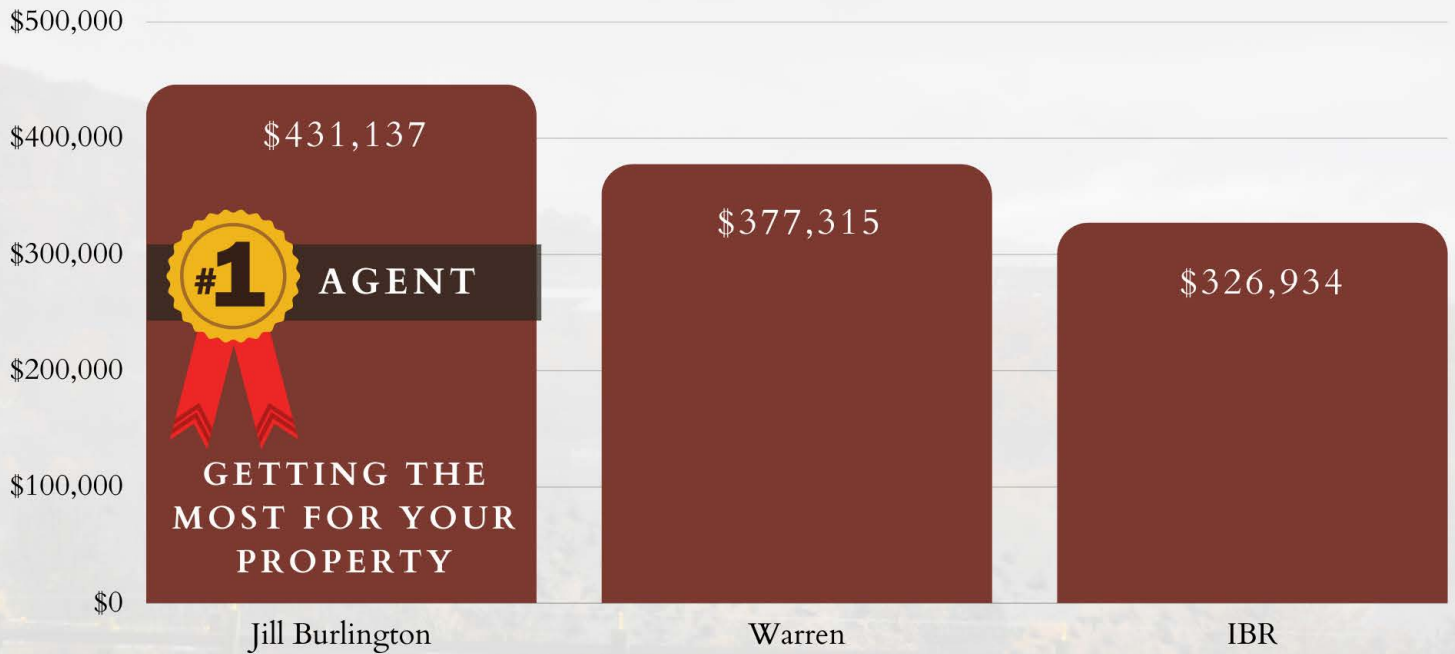 $500,000
$400,000
$300,000
$200,000
$100,000
$0
$431,137
#1 AGENT
GETTING THE
MOST FOR YOUR
PROPERTY
$377,315
$326,934
Jill Burlington
Warren
IBR